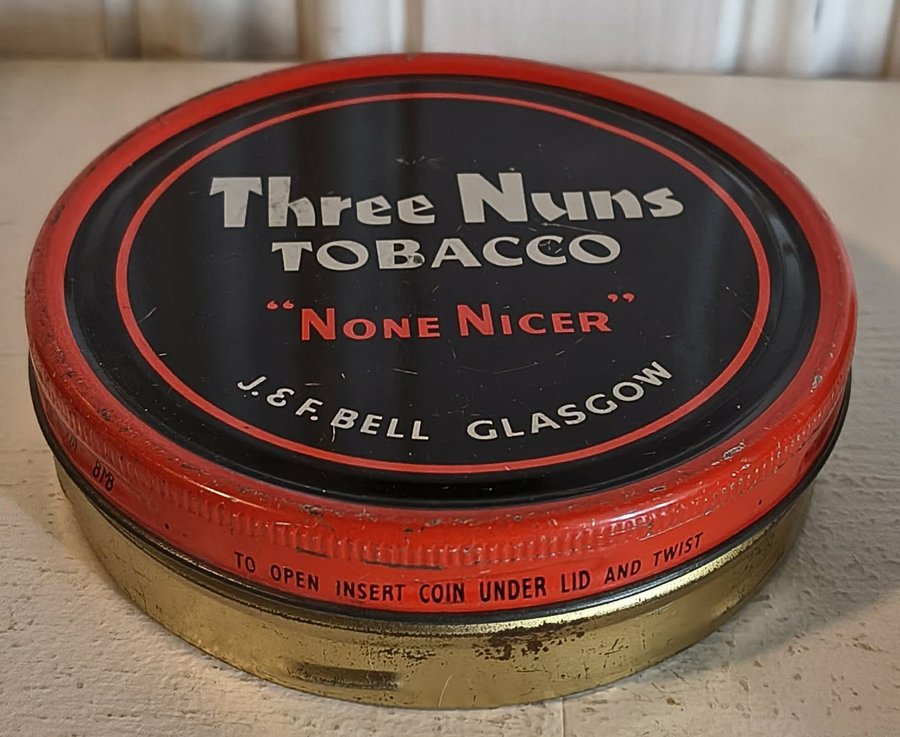 Three Nuns
TOBACCO
“NONE NICER”
J. & F. BELL GLASGOW
TO OPEN INSERT COIN UNDER LID AND TWIST